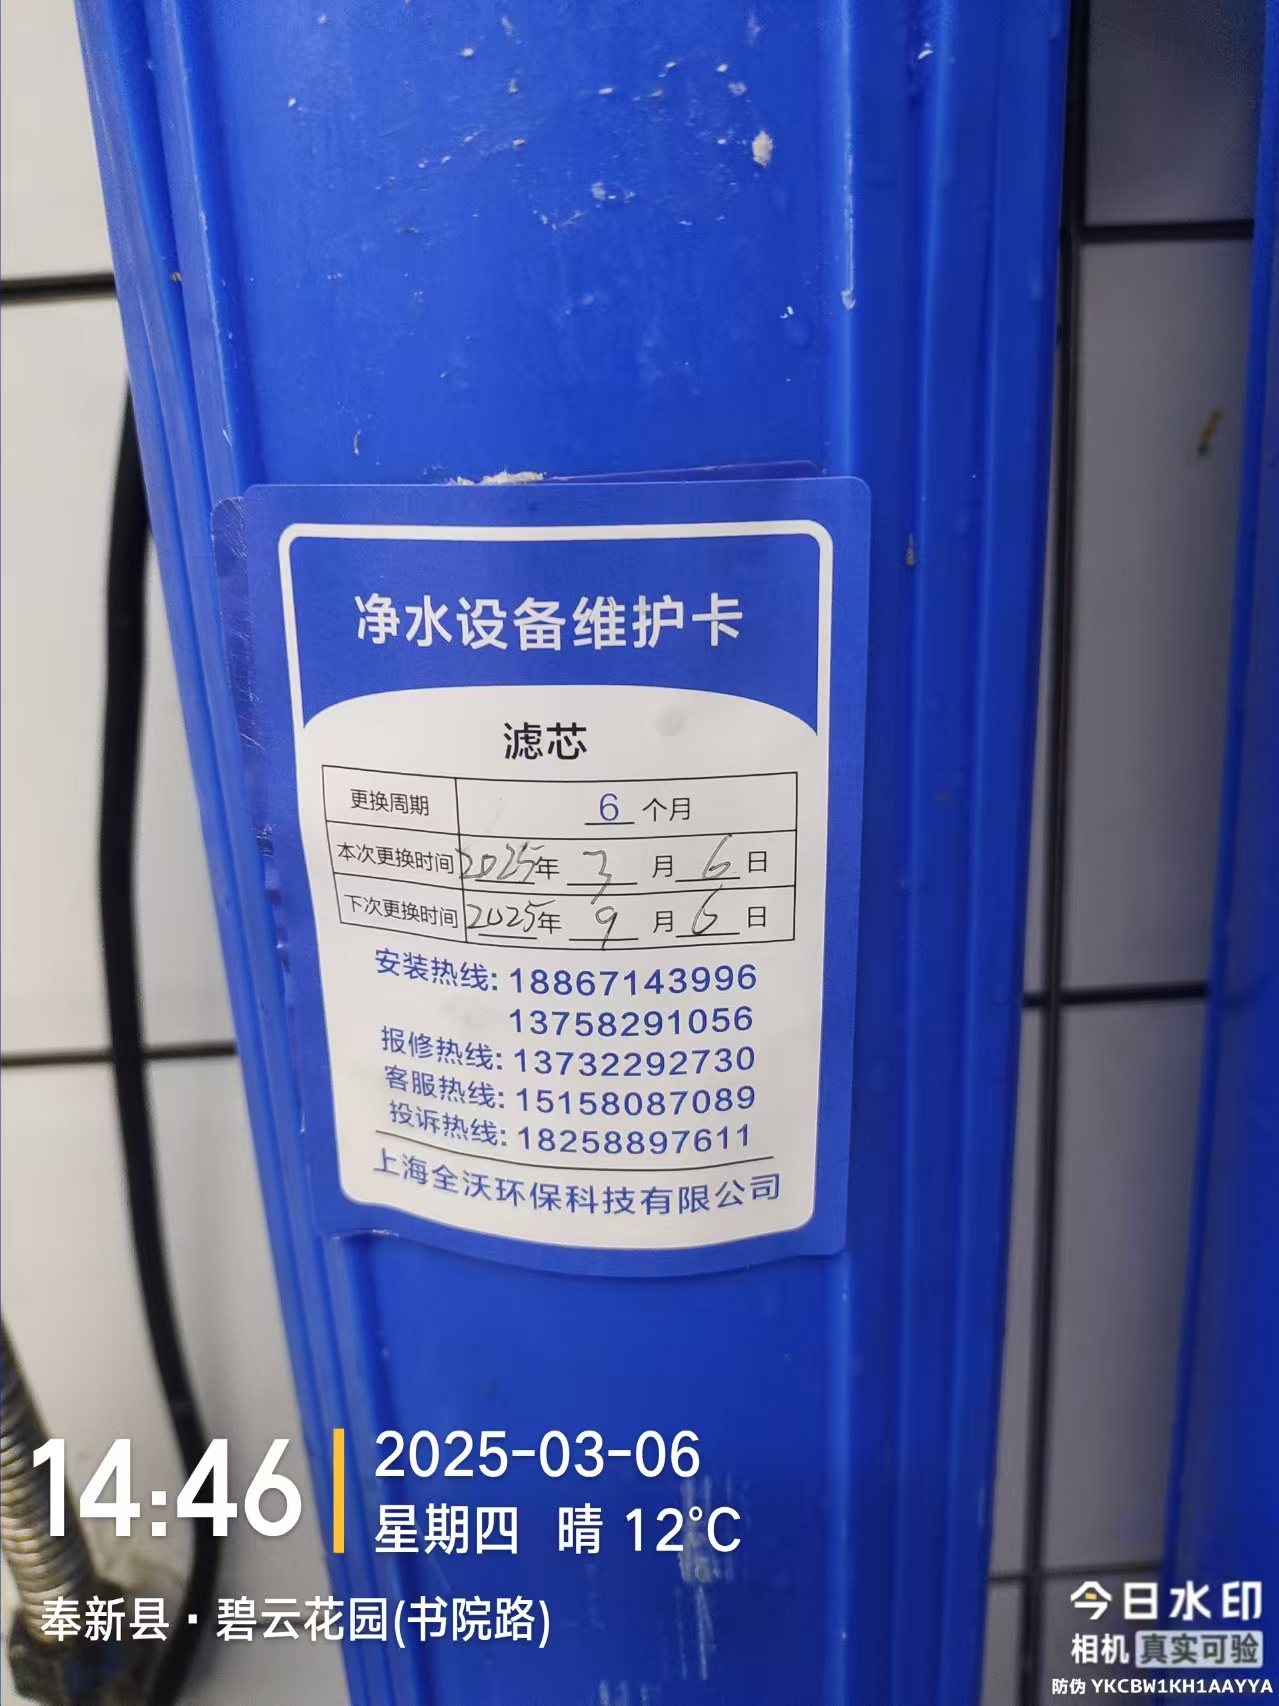 净水设备维护卡
滤芯
更换周期 6 个月
本次更换时间 2025年 3 月 6 日
下次更换时间 2025年 9 月 6 日
安装热线: 18867143996
13758291056
报修热线: 13732292730
客服热线: 15158087089
投诉热线: 18258897611
上海全沃环保科技有限公司
14:46
2025-03-06
星期四 晴 12°C
奉新县·碧云花园(书院路)
今日水印
相机 真实可验
防伪 YKCBW1KH1AAYYA